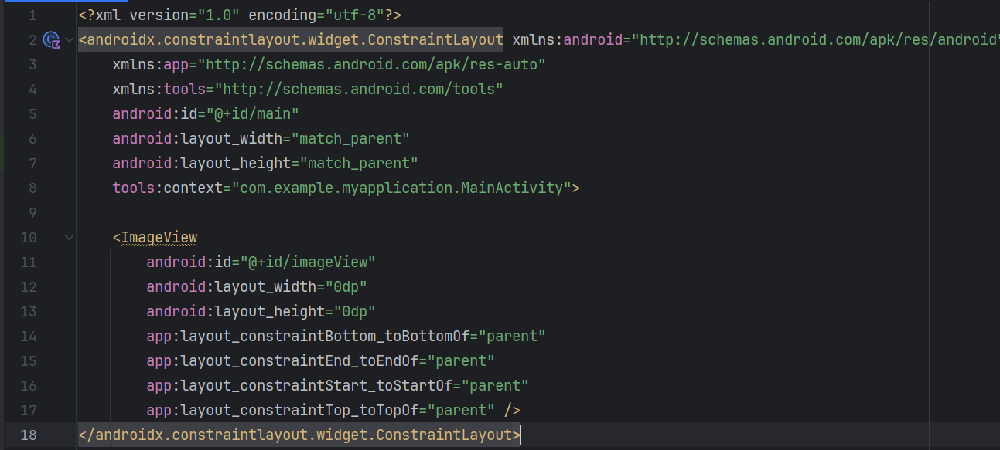 1 <?xml version="1.0" encoding="utf-8"?>
2 <androidx.constraintlayout.widget.ConstraintLayout xmlns:android="http://schemas.android.com/apk/res/android"
3     xmlns:app="http://schemas.android.com/apk/res-auto"
4     xmlns:tools="http://schemas.android.com/tools"
5     android:id="@+id/main"
6     android:layout_width="match_parent"
7     android:layout_height="match_parent"
8     tools:context="com.example.myapplication.MainActivity">
9
10     <ImageView
11         android:id="@+id/imageView"
12         android:layout_width="0dp"
13         android:layout_height="0dp"
14         app:layout_constraintBottom_toBottomOf="parent"
15         app:layout_constraintEnd_toEndOf="parent"
16         app:layout_constraintStart_toStartOf="parent"
17         app:layout_constraintTop_toTopOf="parent" />
18 </androidx.constraintlayout.widget.ConstraintLayout>